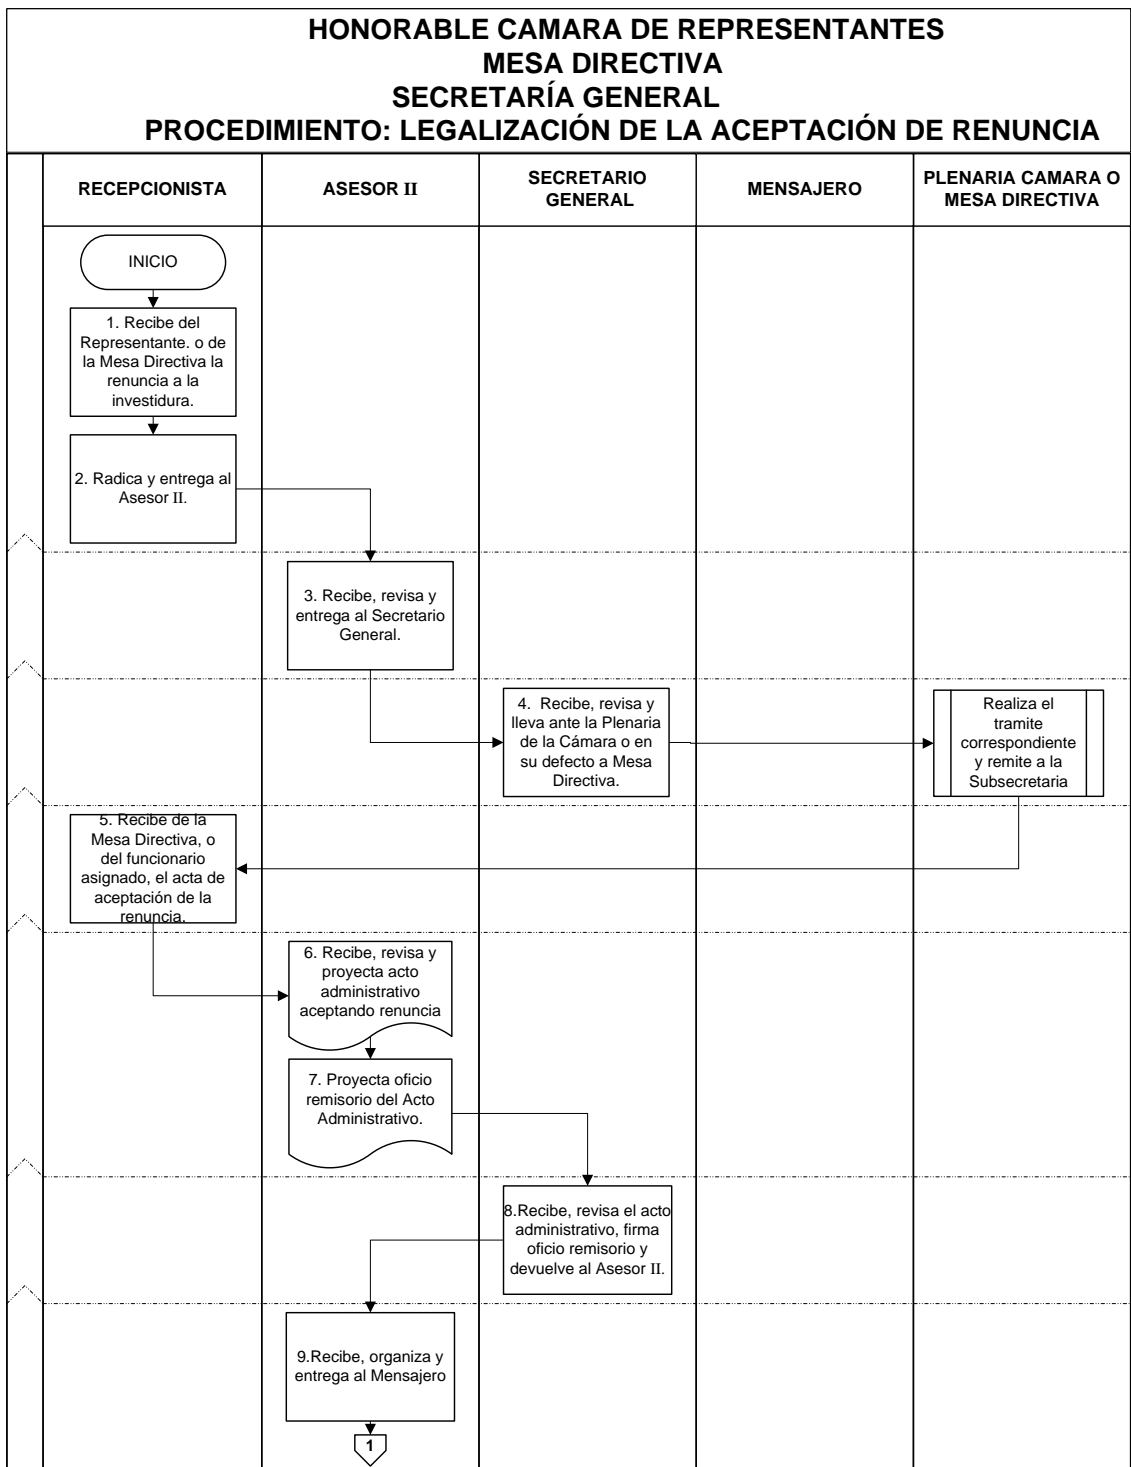 HONORABLE CAMARA DE REPRESENTANTES
MESA DIRECTIVA
SECRETARÍA GENERAL
PROCEDIMIENTO: LEGALIZACIÓN DE LA ACEPTACIÓN DE RENUNCIA
RECEPCIONISTA
ASESOR II
SECRETARIO
GENERAL
MENSAJERO
PLENARIA CAMARA O
MESA DIRECTIVA
INICIO
1. Recibe del
Representante. o de
la Mesa Directiva la
renuncia a la
investidura.
2. Radica y entrega al
Asesor II.
3. Recibe, revisa y
entrega al Secretario
General.
4. Recibe, revisa y
lleva ante la Plenaria
de la Cámara o en
su defecto a Mesa
Directiva.
Realiza el
tramite
correspondiente
y remite a la
Subsecretaria
5. Recibe de la
Mesa Directiva, o
del funcionario
asignado, el acta de
aceptación de la
renuncia.
6. Recibe, revisa y
proyecta acto
administrativo
aceptando renuncia
7. Proyecta oficio
remisorio del Acto
Administrativo.
8.Recibe, revisa el acto
administrativo, firma
oficio remisorio y
devuelve al Asesor II.
9.Recibe, organiza y
entrega al Mensajero
1